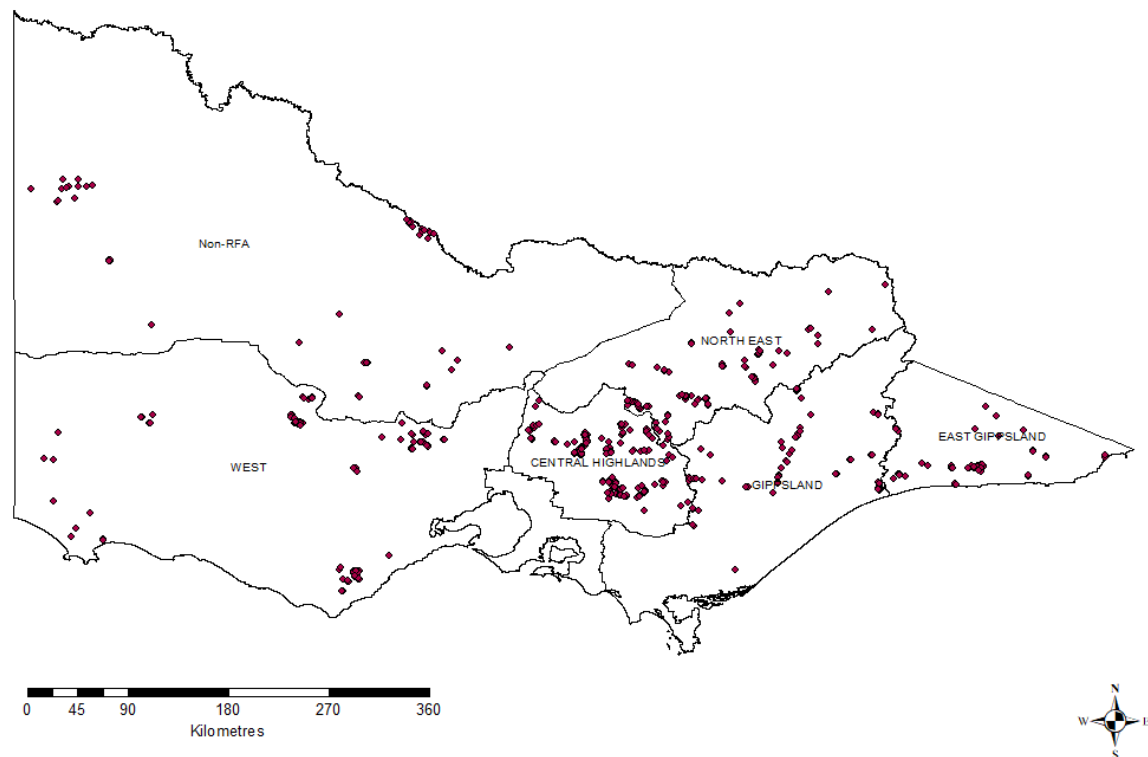 Non-RFA
NORTH EAST
EAST GIPPSLAND
WEST
CENTRAL HIGHLANDS
GIPPSLAND
0 45 90 180 270 360
Kilometres
N
W E
S